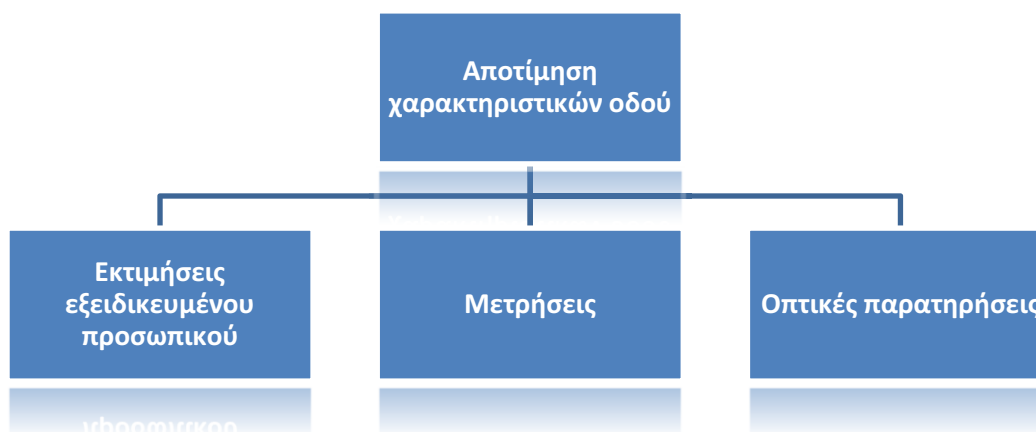 Αποτίμηση
χαρακτηριστικών οδού
Εκτιμήσεις
εξειδικευμένου
προσωπικού
Μετρήσεις
Οπτικές παρατηρήσεις